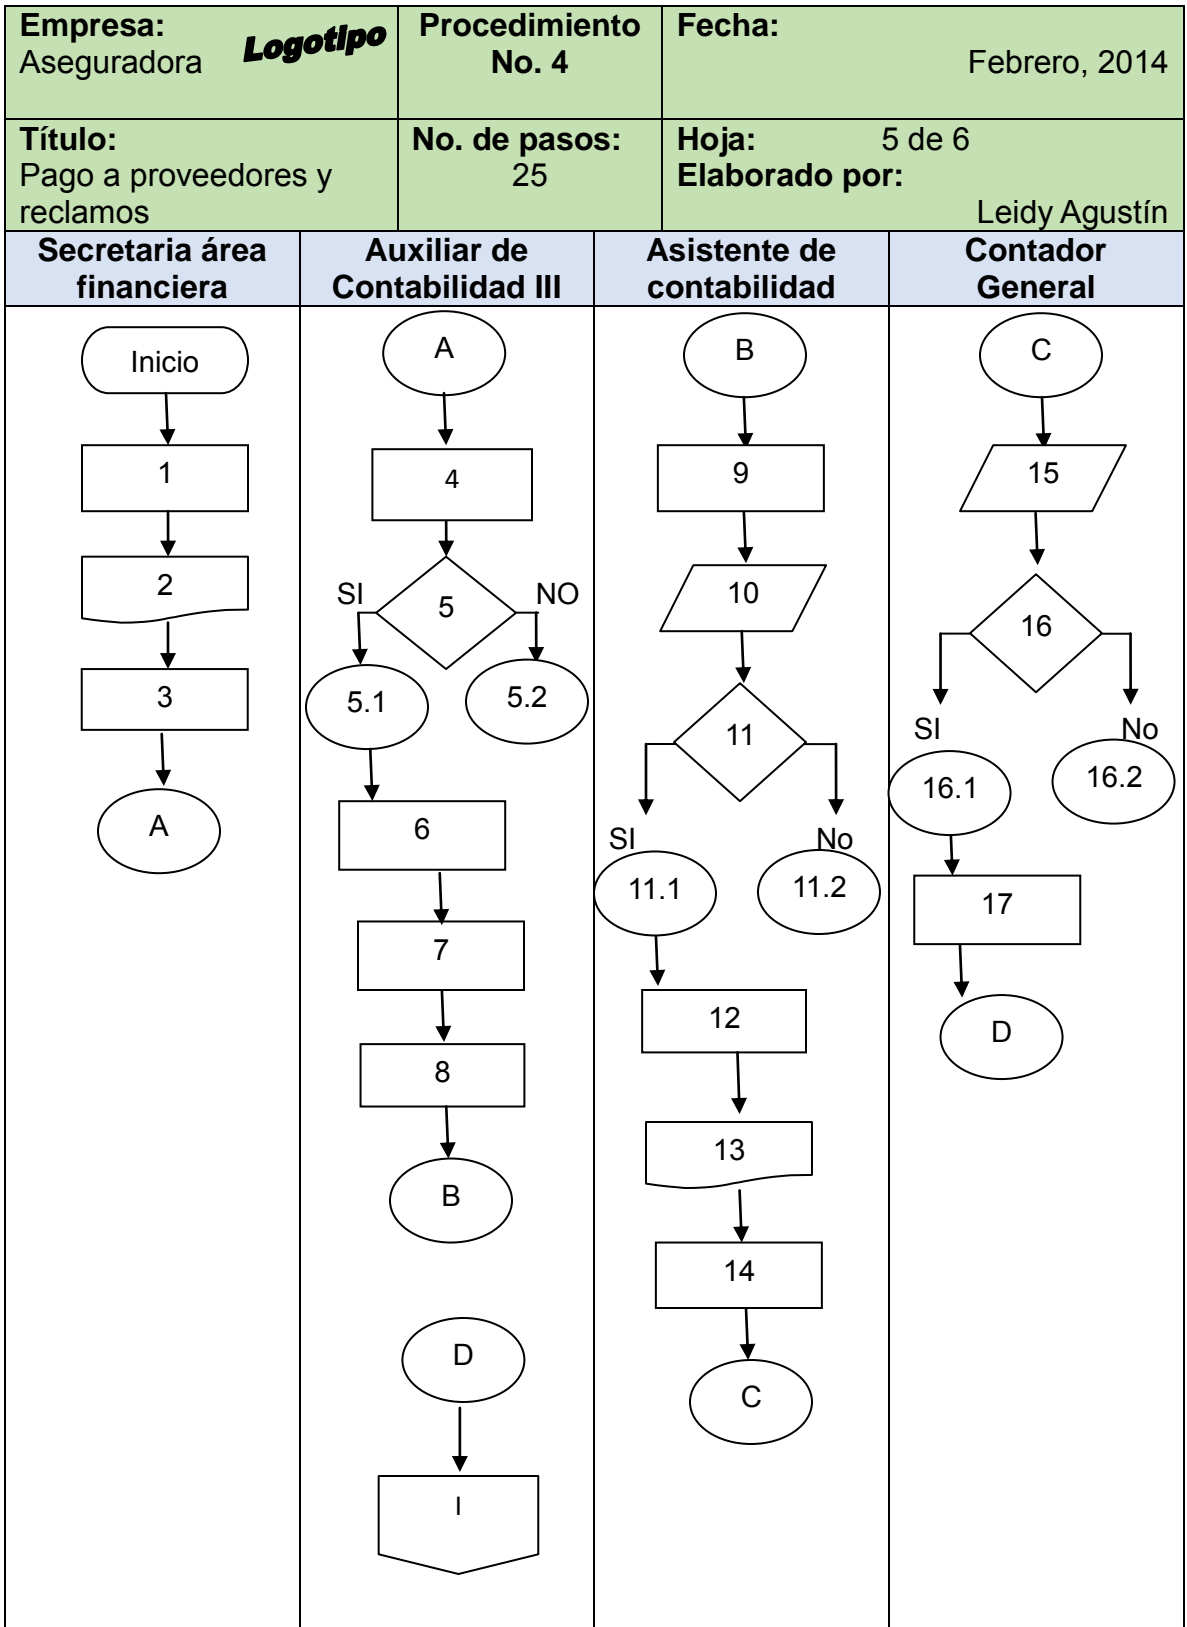 Empresa:
Aseguradora
Logotipo
Procedimiento
No. 4
Fecha:
Febrero, 2014
Título:
Pago a proveedores y
reclamos
No. de pasos:
25
Hoja: 5 de 6
Elaborado por:
Leidy Agustín
Secretaria área
financiera
Auxiliar de
Contabilidad III
Asistente de
contabilidad
Contador
General
Inicio
1
2
3
A
A
4
5
SI
NO
5.1
5.2
6
7
8
B
D
I
B
9
10
11
SI
No
11.1
11.2
12
13
14
C
C
15
16
SI
No
16.1
16.2
17
D